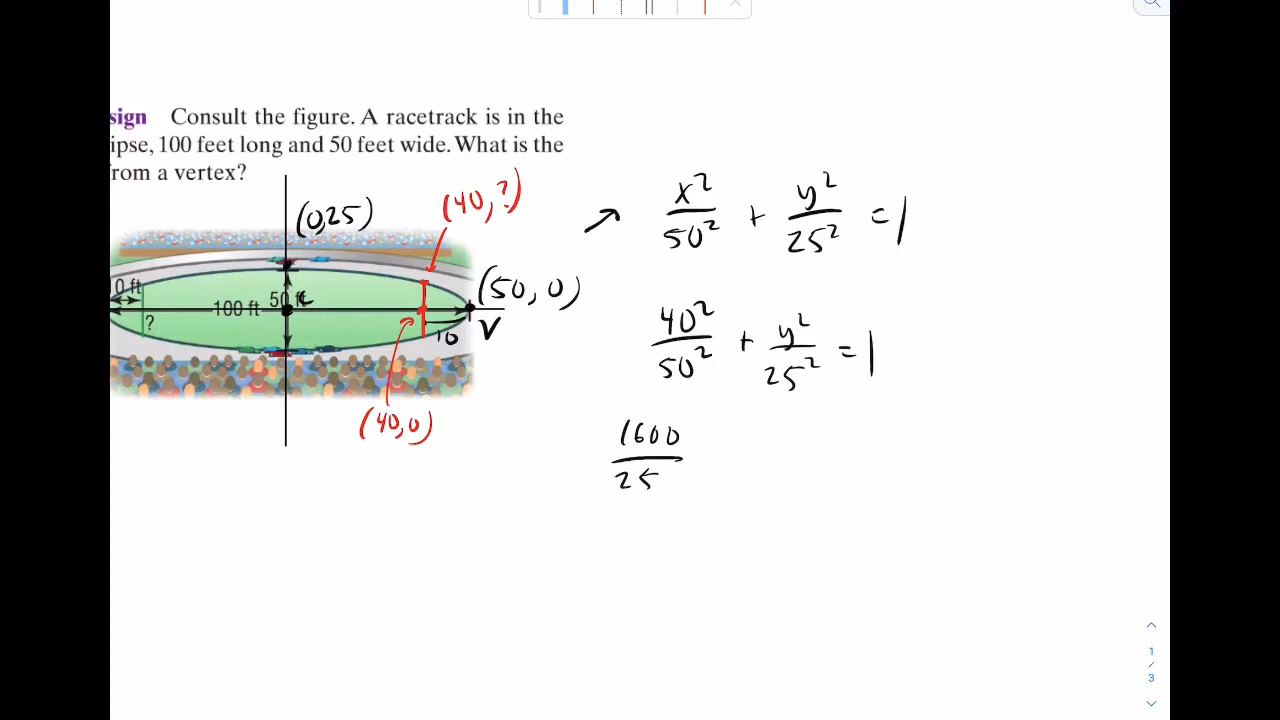 sign Consult the figure. A racetrack is in the
ipse, 100 feet long and 50 feet wide. What is the
rom a vertex?
(0,25)
(40,?)
x²/50² + y²/25² = 1
0 ft
50 ft
C
(50, 0)
100 ft
?
10
V
40²/50² + y²/25² = 1
(40,0)
1600/25
1
/
3